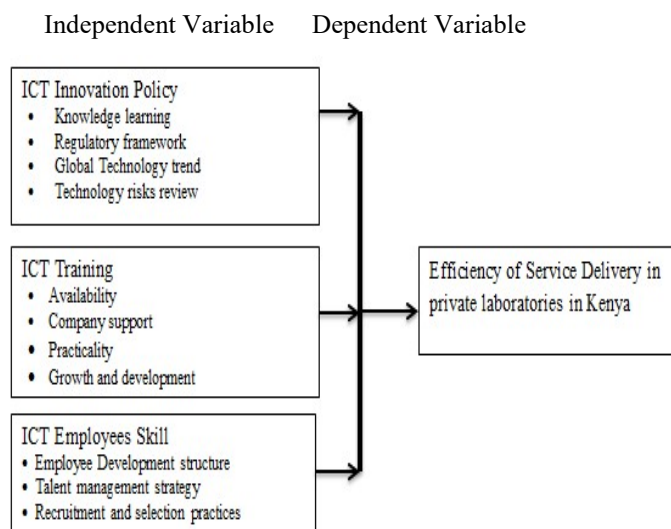 Independent Variable Dependent Variable
ICT Innovation Policy
• Knowledge learning
• Regulatory framework
• Global Technology trend
• Technology risks review
ICT Training
• Availability
• Company support
• Practicality
• Growth and development
ICT Employees Skill
• Employee Development structure
• Talent management strategy
• Recruitment and selection practices
Efficiency of Service Delivery in
private laboratories in Kenya